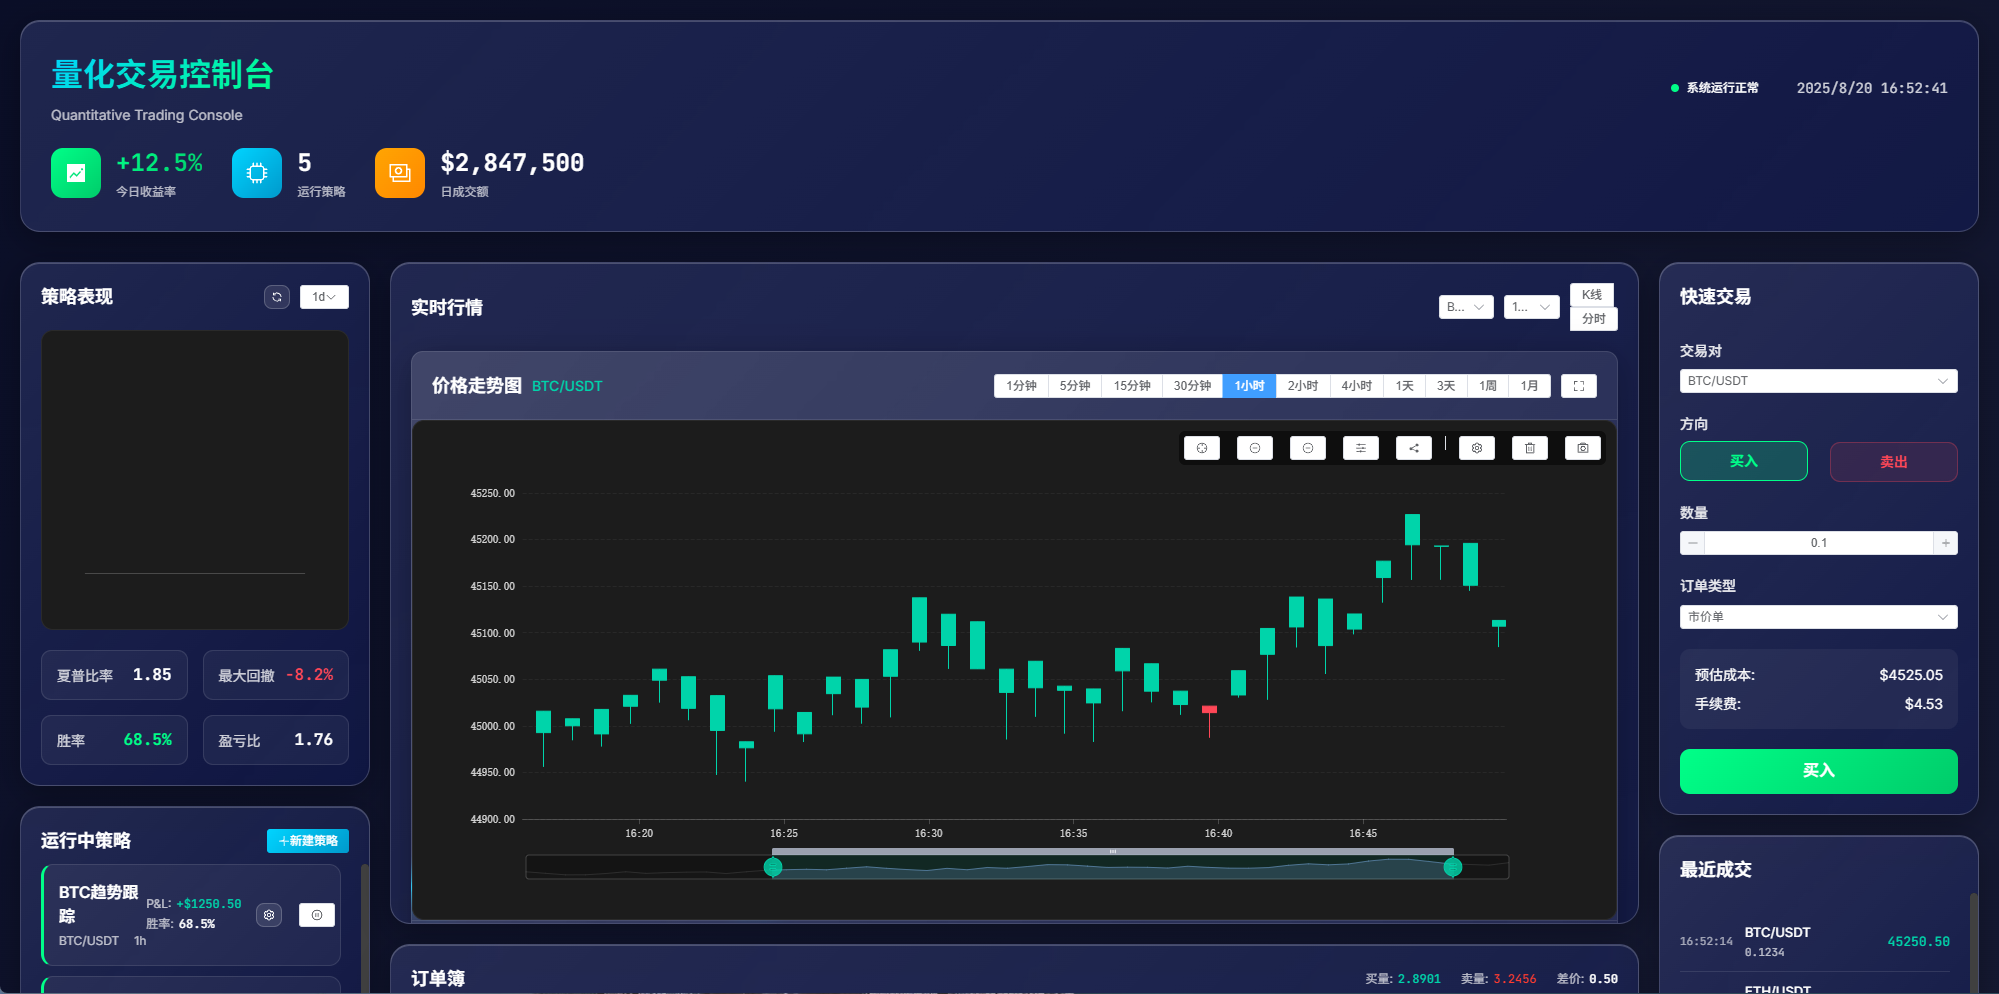 量化交易控制台
Quantitative Trading Console
系统运行正常
2025/8/20 16:52:41
+12.5%
今日收益率
5
运行策略
$2,847,500
日成交额
策略表现
1d
夏普比率 1.85
最大回撤 -8.2%
胜率 68.5%
盈亏比 1.76
运行中策略
+新建策略
BTC趋势跟
踪
BTC/USDT 1h
P&L: +$1250.50
胜率: 68.5%
实时行情
B...
1...
K线
分时
价格走势图 BTC/USDT
1分钟 5分钟 15分钟 30分钟 1小时 2小时 4小时 1天 3天 1周 1月
45250.00
45200.00
45150.00
45100.00
45050.00
45000.00
44950.00
44900.00
16:20 16:25 16:30 16:35 16:40 16:45
订单簿
买量: 2.8901 卖量: 3.2456 差价: 0.50
快速交易
交易对
BTC/USDT
方向
买入 卖出
数量
0.1
订单类型
市价单
预估成本: $4525.05
手续费: $4.53
买入
最近成交
16:52:14 BTC/USDT 45250.50
0.1234
ETH/USDT